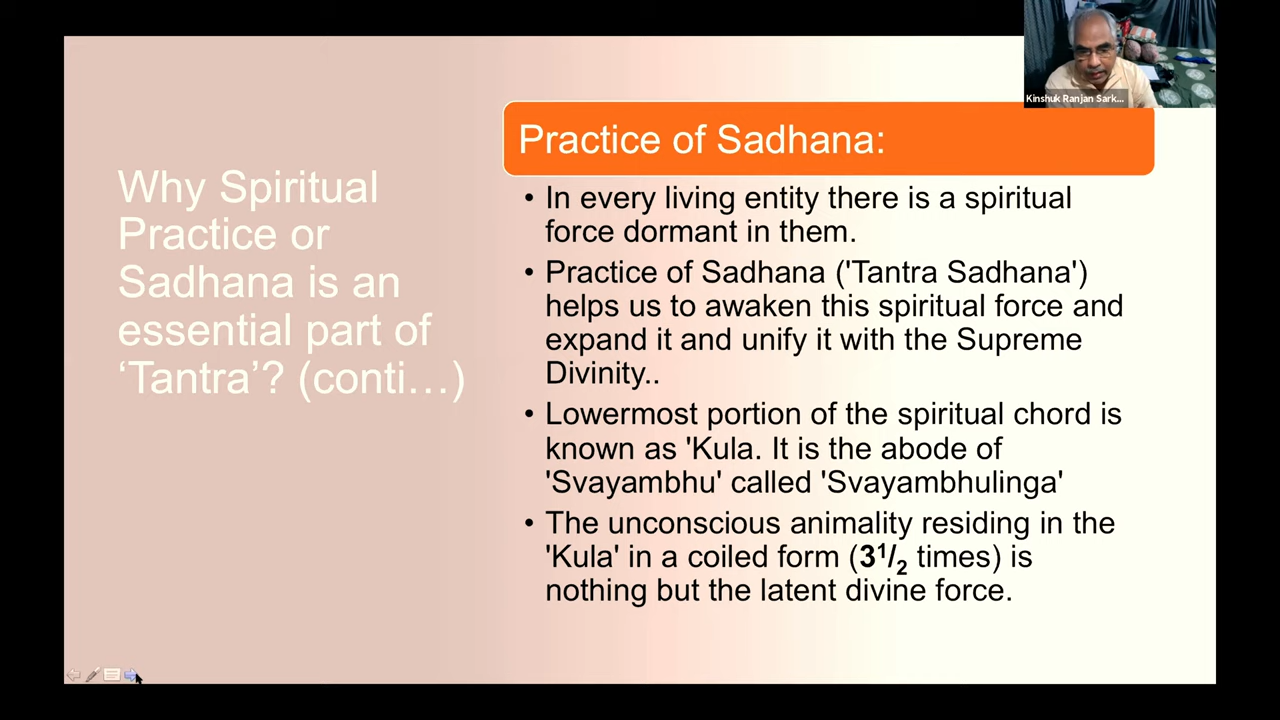 Kinshuk Ranjan Sark...
Why Spiritual
Practice or
Sadhana is an
essential part of
‘Tantra’? (conti…)
Practice of Sadhana:
• In every living entity there is a spiritual
force dormant in them.
• Practice of Sadhana ('Tantra Sadhana')
helps us to awaken this spiritual force and
expand it and unify it with the Supreme
Divinity..
• Lowermost portion of the spiritual chord is
known as 'Kula. It is the abode of
'Svayambhu' called 'Svayambhulinga'
• The unconscious animality residing in the
'Kula' in a coiled form (3¹/₂ times) is
nothing but the latent divine force.